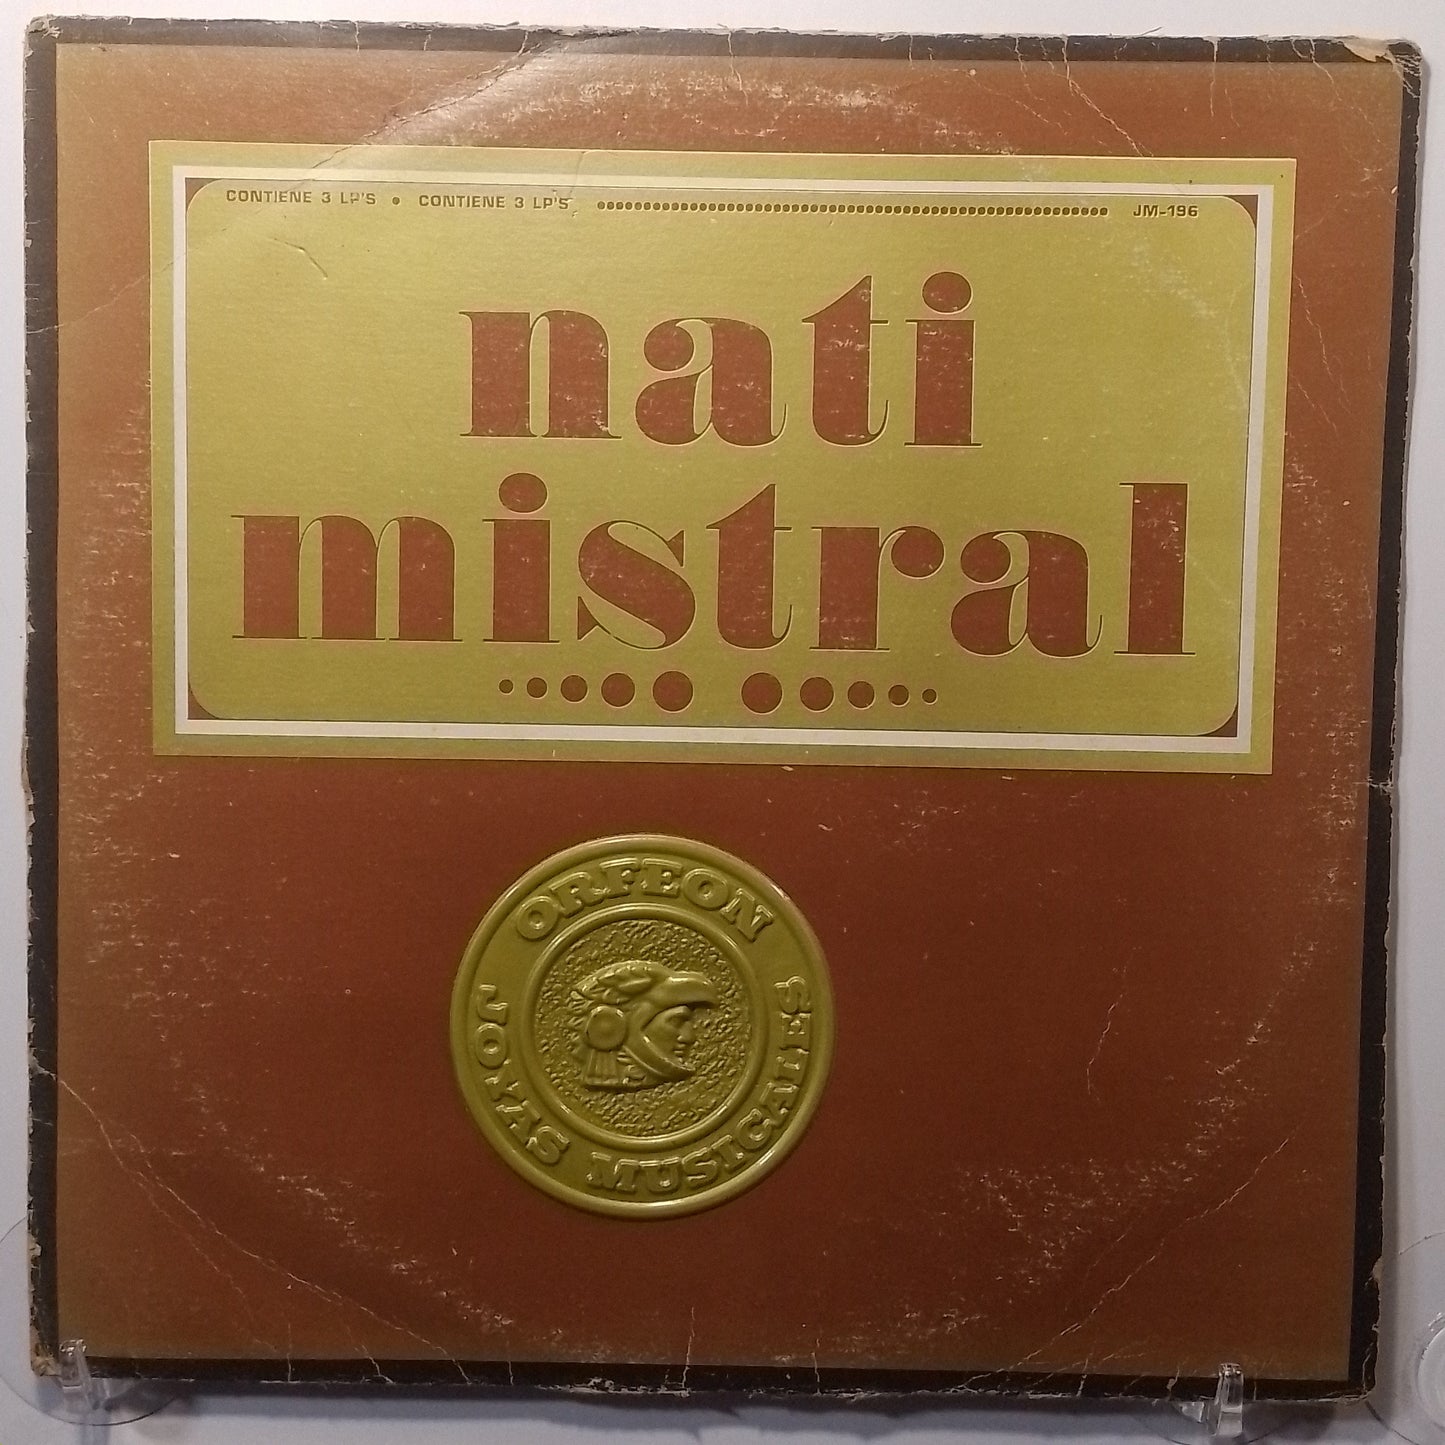 CONTIENE 3 LP'S • CONTIENE 3 LP'S JM-196
nati
mistral
ORFEON
JOYAS MUSICALES